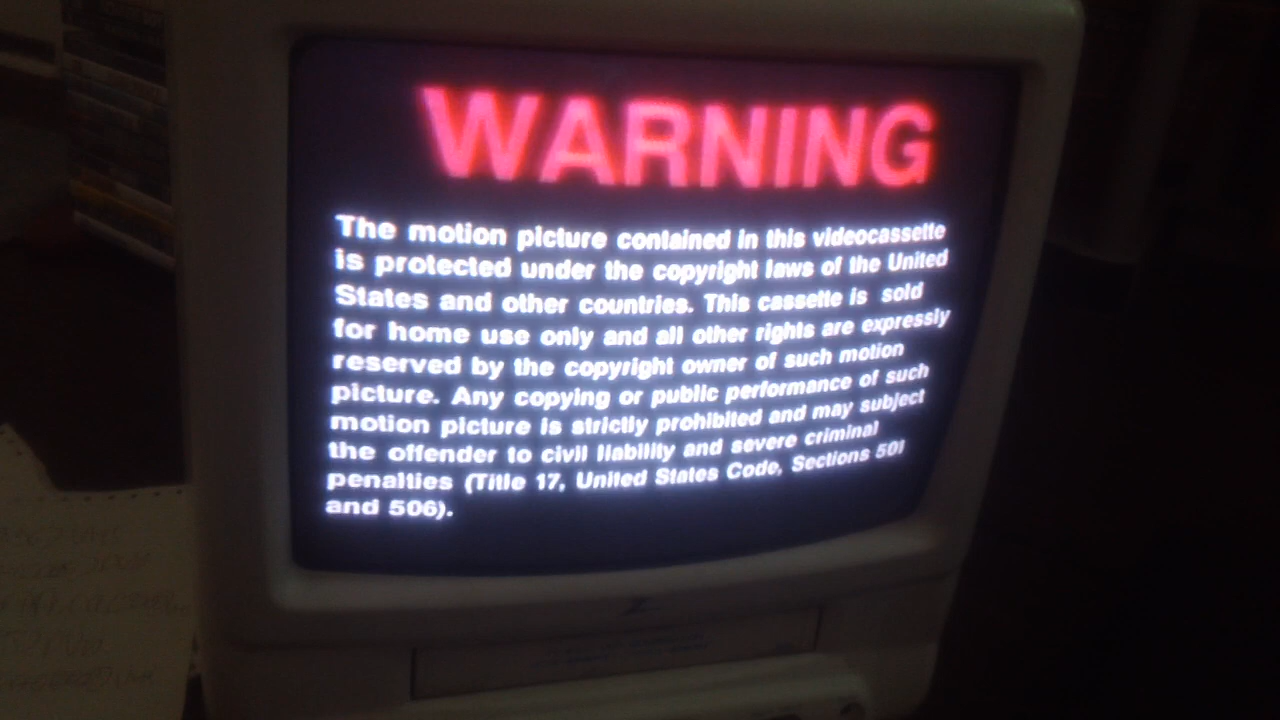 WARNING
The motion picture contained in this videocassette
is protected under the copyright laws of the United
States and other countries. This cassette is sold
for home use only and all other rights are expressly
reserved by the copyright owner of such motion
picture. Any copying or public performance of such
motion picture is strictly prohibited and may subject
the offender to civil liability and severe criminal
penalties (Title 17, United States Code, Sections 501
and 506).